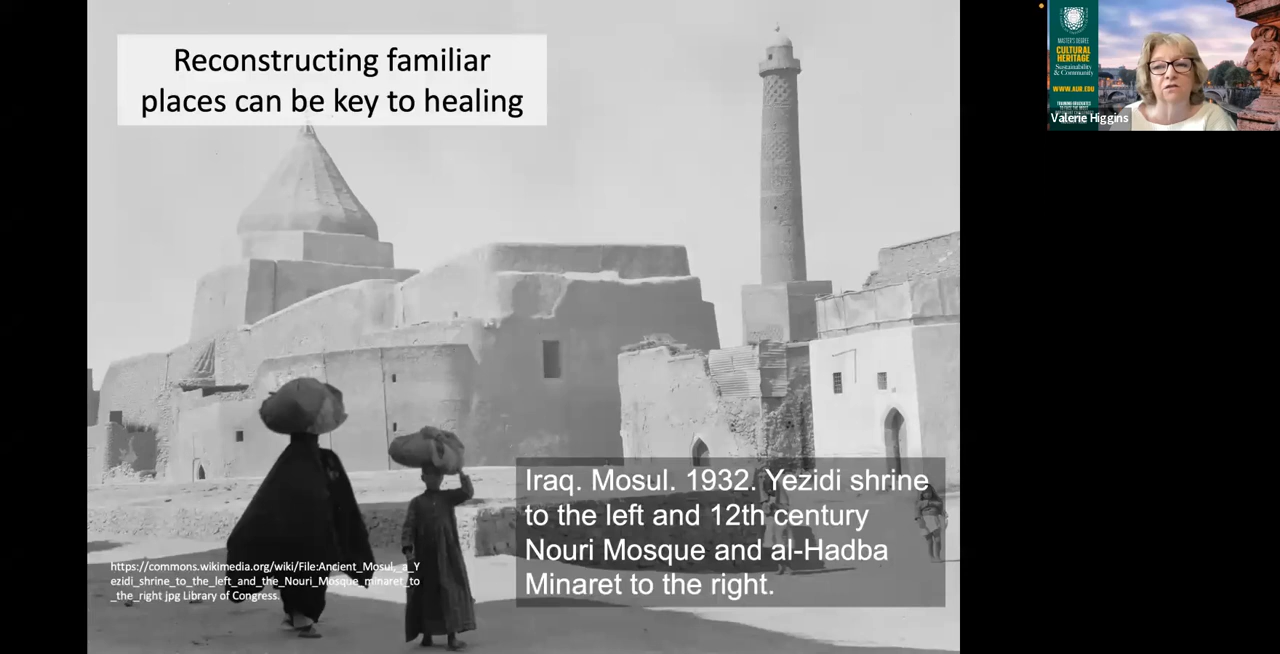 Reconstructing familiar
places can be key to healing
Iraq. Mosul. 1932. Yezidi shrine
to the left and 12th century
Nouri Mosque and al-Hadba
Minaret to the right.
https://commons.wikimedia.org/wiki/File:Ancient_Mosul,_a_Y
ezidi_shrine_to_the_left_and_the_Nouri_Mosque_minaret_to
_the_right jpg Library of Congress.
MASTER'S DEGREE
CULTURAL
HERITAGE
Sustainability
& Community
WWW.AUR.EDU
Valerie Higgins